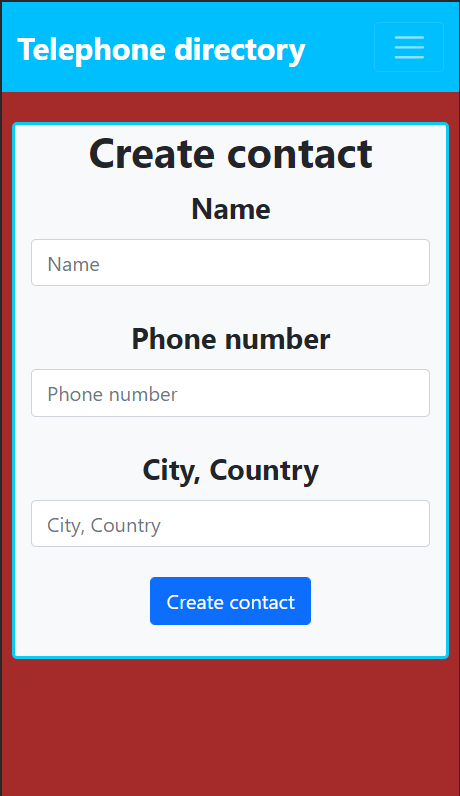 Telephone directory
Create contact
Name
Name
Phone number
Phone number
City, Country
City, Country
Create contact